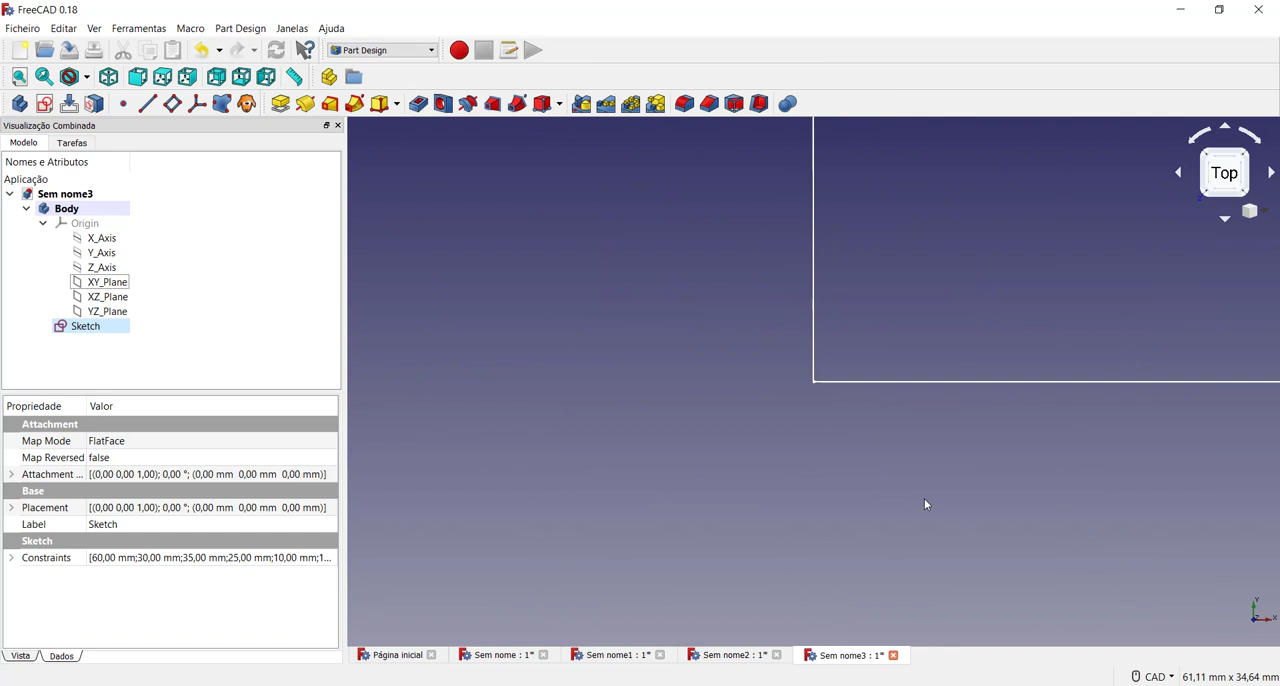 FreeCAD 0.18
Ficheiro Editar Ver Ferramentas Macro Part Design Janelas Ajuda
Part Design
Visualização Combinada
Modelo Tarefas
Nomes e Atributos
Aplicação
Sem nome3
Body
Origin
X_Axis
Y_Axis
Z_Axis
XY_Plane
XZ_Plane
YZ_Plane
Sketch
Propriedade Valor
Attachment
Map Mode FlatFace
Map Reversed false
Attachment ... [(0,00 0,00 1,00); 0,00 °; (0,00 mm 0,00 mm 0,00 mm)]
Base
Placement [(0,00 0,00 1,00); 0,00 °; (0,00 mm 0,00 mm 0,00 mm)]
Label Sketch
Sketch
Constraints [60,00 mm;30,00 mm;35,00 mm;25,00 mm;10,00 mm;1...
Vista Dados
Top
Z
Y
Z X
Página inicial Sem nome : 1* Sem nome1 : 1* Sem nome2 : 1* Sem nome3 : 1*
CAD 61,11 mm x 34,64 mm